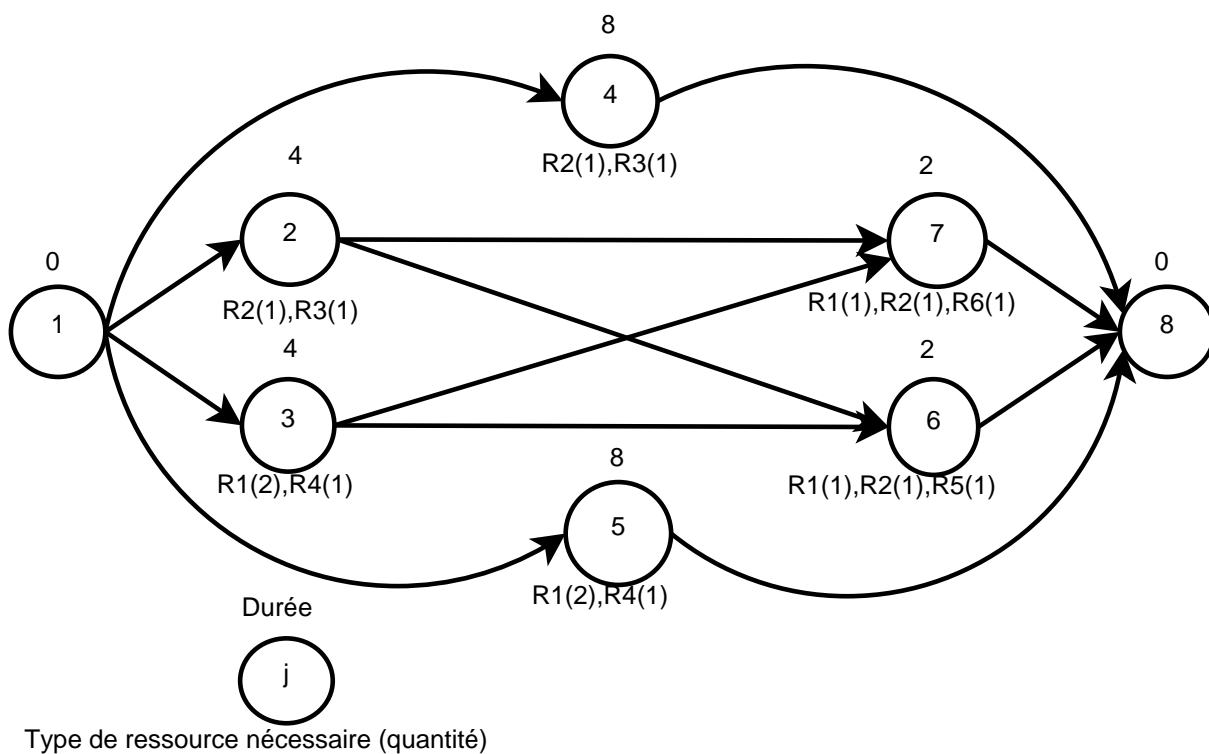 8
4
R2(1),R3(1)
4
2
R2(1),R3(1)
2
7
R1(1),R2(1),R6(1)
0
1
0
8
4
3
R1(2),R4(1)
2
6
R1(1),R2(1),R5(1)
8
5
R1(2),R4(1)
Durée
j
Type de ressource nécessaire (quantité)